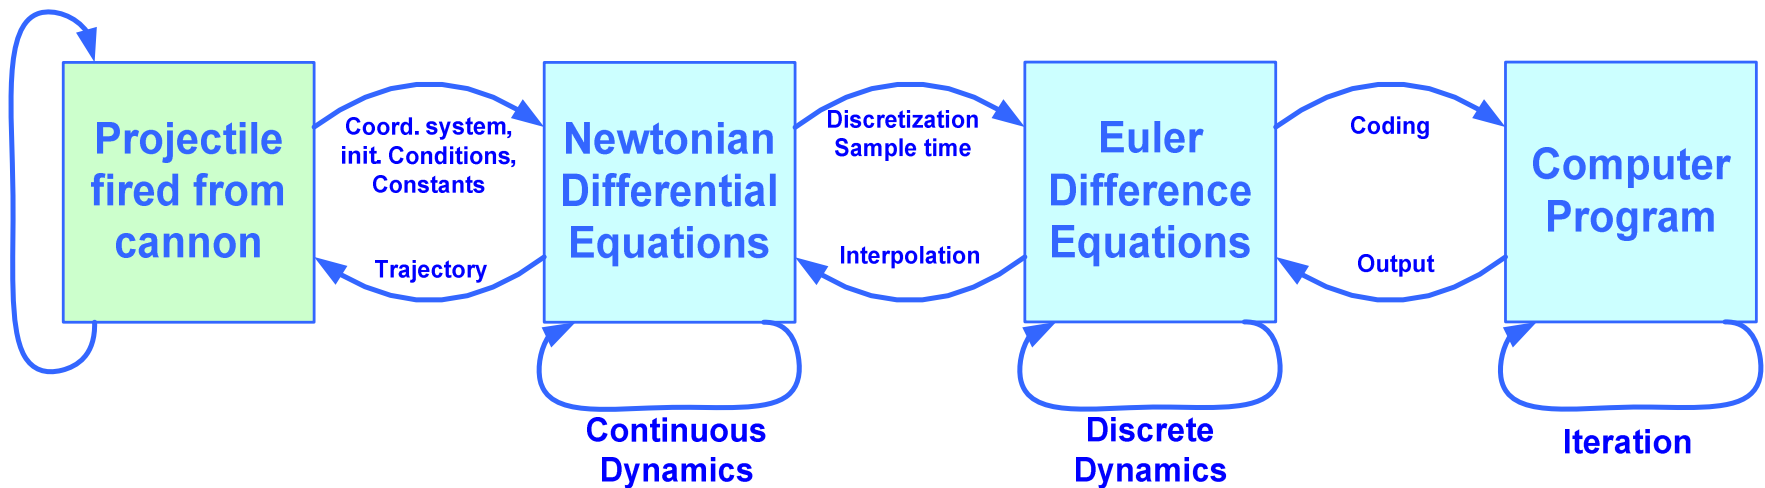 Projectile
fired from
cannon
Coord. system,
init. Conditions,
Constants
Trajectory
Newtonian
Differential
Equations
Continuous
Dynamics
Discretization
Sample time
Interpolation
Euler
Difference
Equations
Discrete
Dynamics
Coding
Output
Computer
Program
Iteration